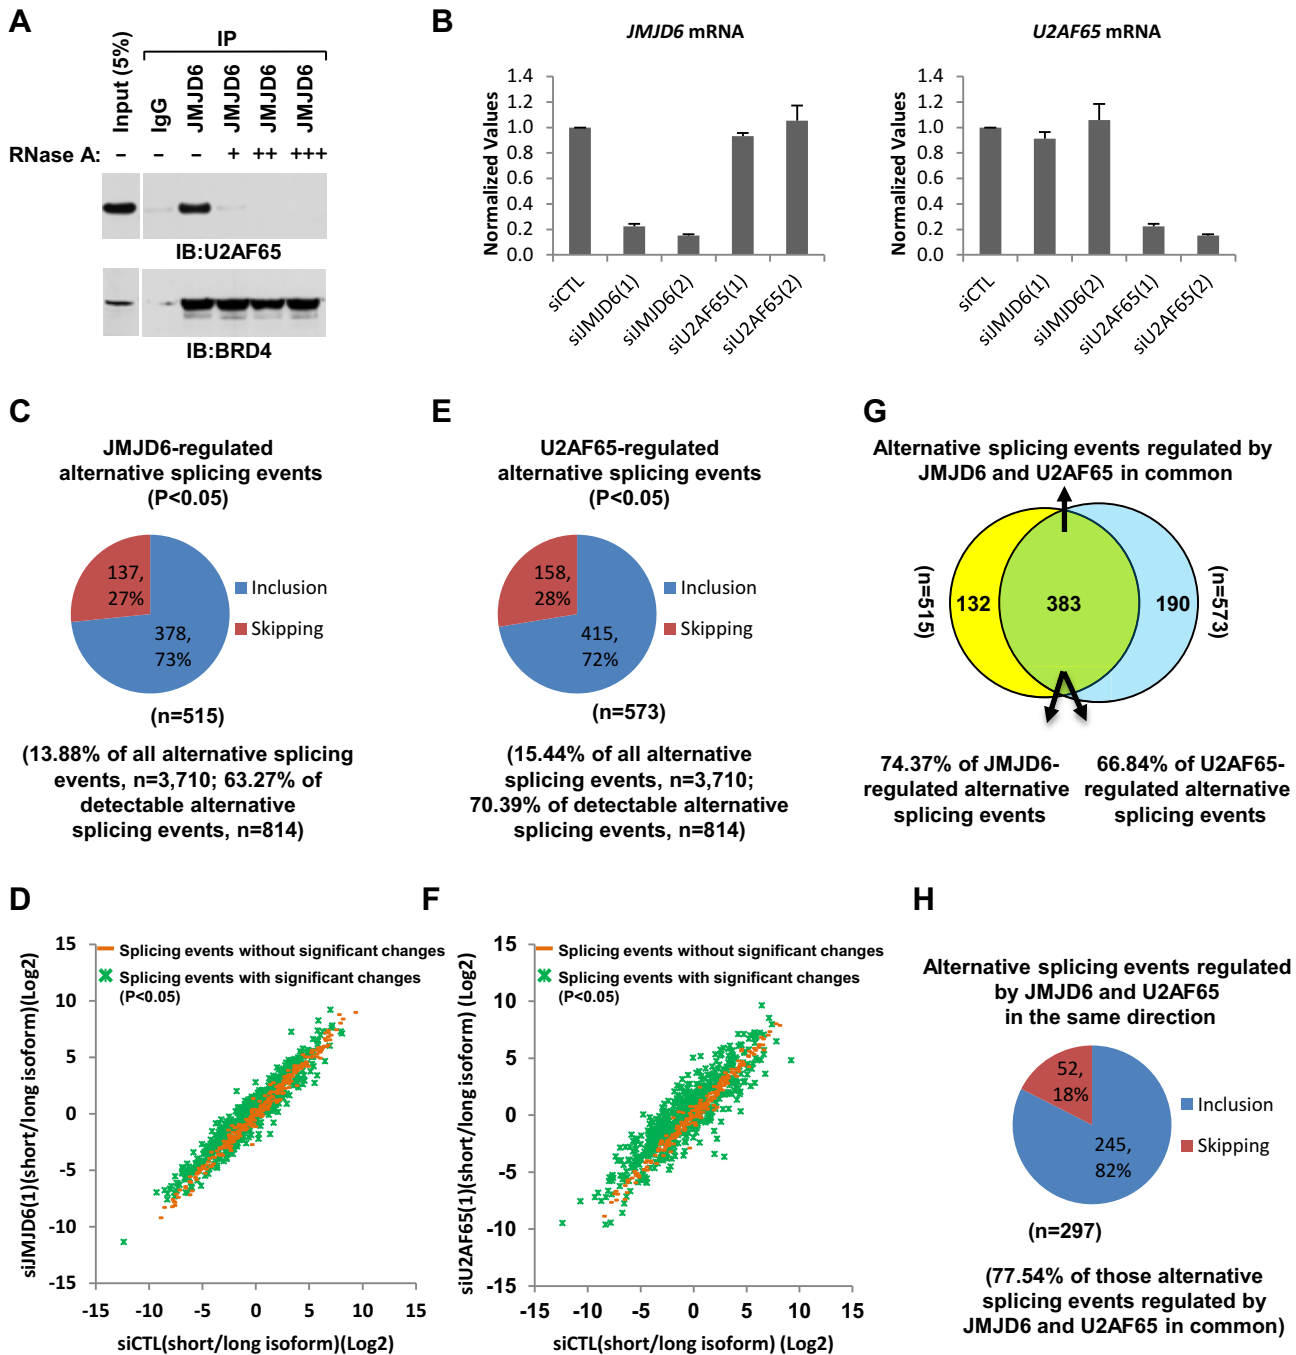 A
IP
Input (5%)
IgG
JMJD6
JMJD6
JMJD6
JMJD6
RNase A: – – – + ++ +++
IB:U2AF65
IB:BRD4
B
JMJD6 mRNA
Normalized Values
1.4
1.2
1.0
0.8
0.6
0.4
0.2
0.0
siCTL
siJMJD6(1)
siJMJD6(2)
siU2AF65(1)
siU2AF65(2)
U2AF65 mRNA
Normalized Values
1.4
1.2
1.0
0.8
0.6
0.4
0.2
0.0
siCTL
siJMJD6(1)
siJMJD6(2)
siU2AF65(1)
siU2AF65(2)
C
JMJD6-regulated
alternative splicing events
(P<0.05)
137,
27%
378,
73%
Inclusion
Skipping
(n=515)
(13.88% of all alternative splicing
events, n=3,710; 63.27% of
detectable alternative
splicing events, n=814)
E
U2AF65-regulated
alternative splicing events
(P<0.05)
158,
28%
415,
72%
Inclusion
Skipping
(n=573)
(15.44% of all alternative
splicing events, n=3,710;
70.39% of detectable alternative
splicing events, n=814)
G
Alternative splicing events regulated by
JMJD6 and U2AF65 in common
(n=515)
132
383
190
(n=573)
74.37% of JMJD6-
regulated alternative
splicing events
66.84% of U2AF65-
regulated alternative
splicing events
D
siJMJD6(1)(short/long isoform)(Log2)
15
10
5
0
-5
-10
-15
Splicing events without significant changes
Splicing events with significant changes
(P<0.05)
-15 -10 -5 0 5 10 15
siCTL(short/long isoform)(Log2)
F
siU2AF65(1)(short/long isoform) (Log2)
15
10
5
0
-5
-10
-15
Splicing events without significant changes
Splicing events with significant changes
(P<0.05)
-15 -10 -5 0 5 10 15
siCTL(short/long isoform) (Log2)
H
Alternative splicing events regulated
by JMJD6 and U2AF65
in the same direction
52,
18%
245,
82%
Inclusion
Skipping
(n=297)
(77.54% of those alternative
splicing events regulated by
JMJD6 and U2AF65 in common)